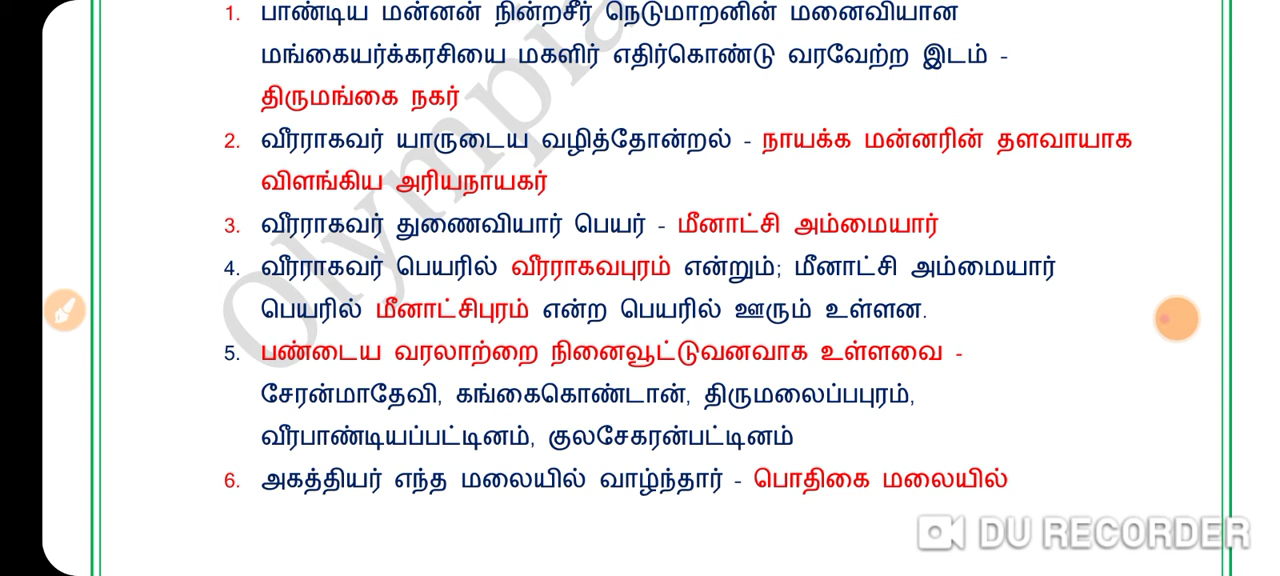 1. பாண்டிய மன்னன் நின்றசீர் நெடுமாறனின் மனைவியான
மங்கையர்க்கரசியை மகளிர் எதிர்கொண்டு வரவேற்ற இடம் -
திருமங்கை நகர்
2. வீரராகவர் யாருடைய வழித்தோன்றல் - நாயக்க மன்னரின் தளவாயாக
விளங்கிய அரியநாயகர்
3. வீரராகவர் துணைவியார் பெயர் - மீனாட்சி அம்மையார்
4. வீரராகவர் பெயரில் வீரராகவபுரம் என்றும்; மீனாட்சி அம்மையார்
பெயரில் மீனாட்சிபுரம் என்ற பெயரில் ஊரும் உள்ளன.
5. பண்டைய வரலாற்றை நினைவூட்டுவனவாக உள்ளவை -
சேரன்மாதேவி, கங்கைகொண்டான், திருமலைப்பபுரம்,
வீரபாண்டியப்பட்டினம், குலசேகரன்பட்டினம்
6. அகத்தியர் எந்த மலையில் வாழ்ந்தார் - பொதிகை மலையில்
DU RECORDER